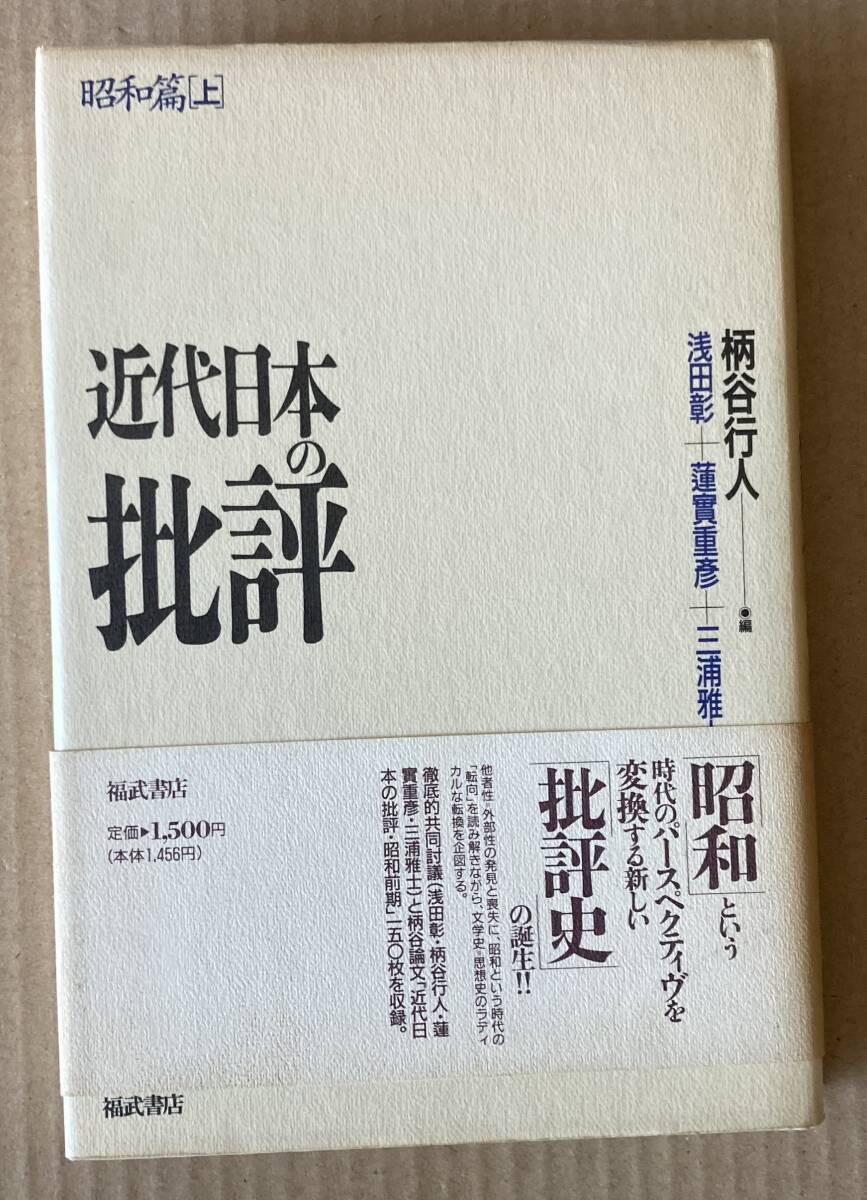 昭和篇[上]
近代日本の
批評
柄谷行人──◉編
浅田彰+蓮實重彥+三浦雅
「昭和」という
時代のパースペクティヴを
変換する新しい
「批評史」の誕生!!
他者性=外部性の発見と喪失に、昭和という時代の
「転向」を読み解きながら、文学史=思想史のラディ
カルな転換を企図する。
徹底的共同討議(浅田彰・柄谷行人・蓮
實重彥・三浦雅士)と柄谷論文「近代日
本の批評・昭和前期」一五〇枚を収録。
福武書店
定価▶1,500円
(本体1,456円)
福武書店